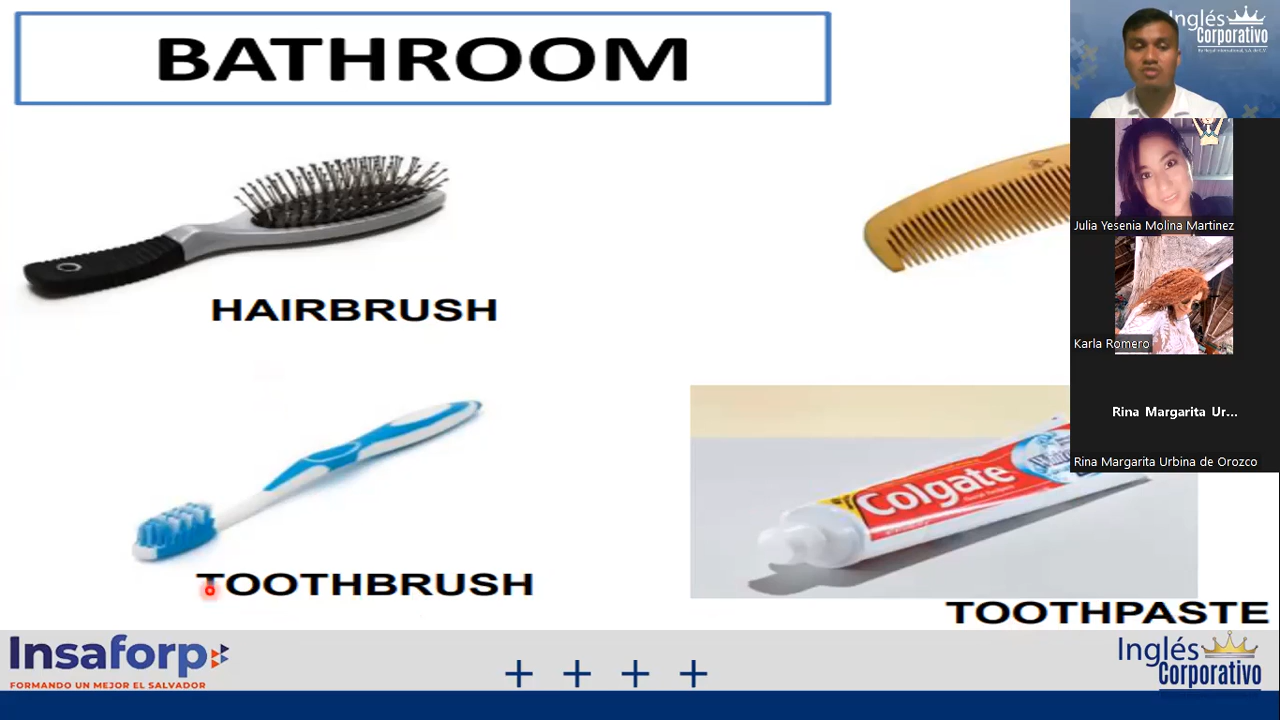 BATHROOM
HAIRBRUSH
TOOTHBRUSH
Colgate
TOOTHPASTE
Inglés
Corporativo
Julia Yesenia Molina Martinez
Karla Romero
Rina Margarita Ur...
Rina Margarita Urbina de Orozco
Insaforp
FORMANDO UN MEJOR EL SALVADOR
Inglés
Corporativo